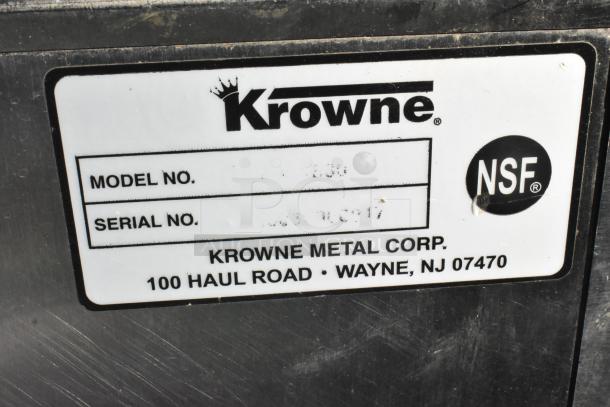 Krowne®
MODEL NO.
SERIAL NO.
NSF®
KROWNE METAL CORP.
100 HAUL ROAD • WAYNE, NJ 07470